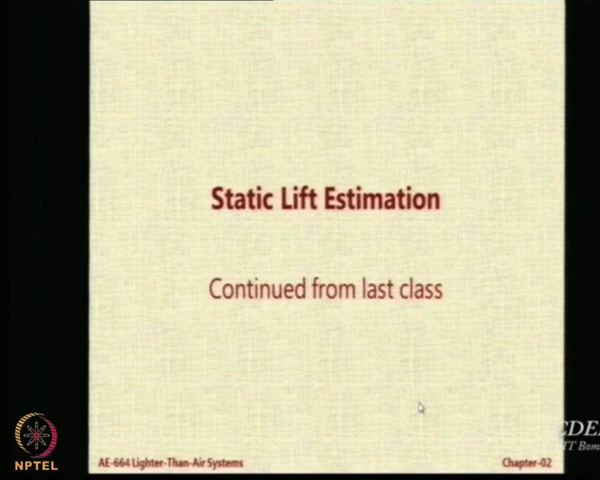 Static Lift Estimation
Continued from last class
NPTEL
AE-664 Lighter-Than-Air Systems
Chapter-02